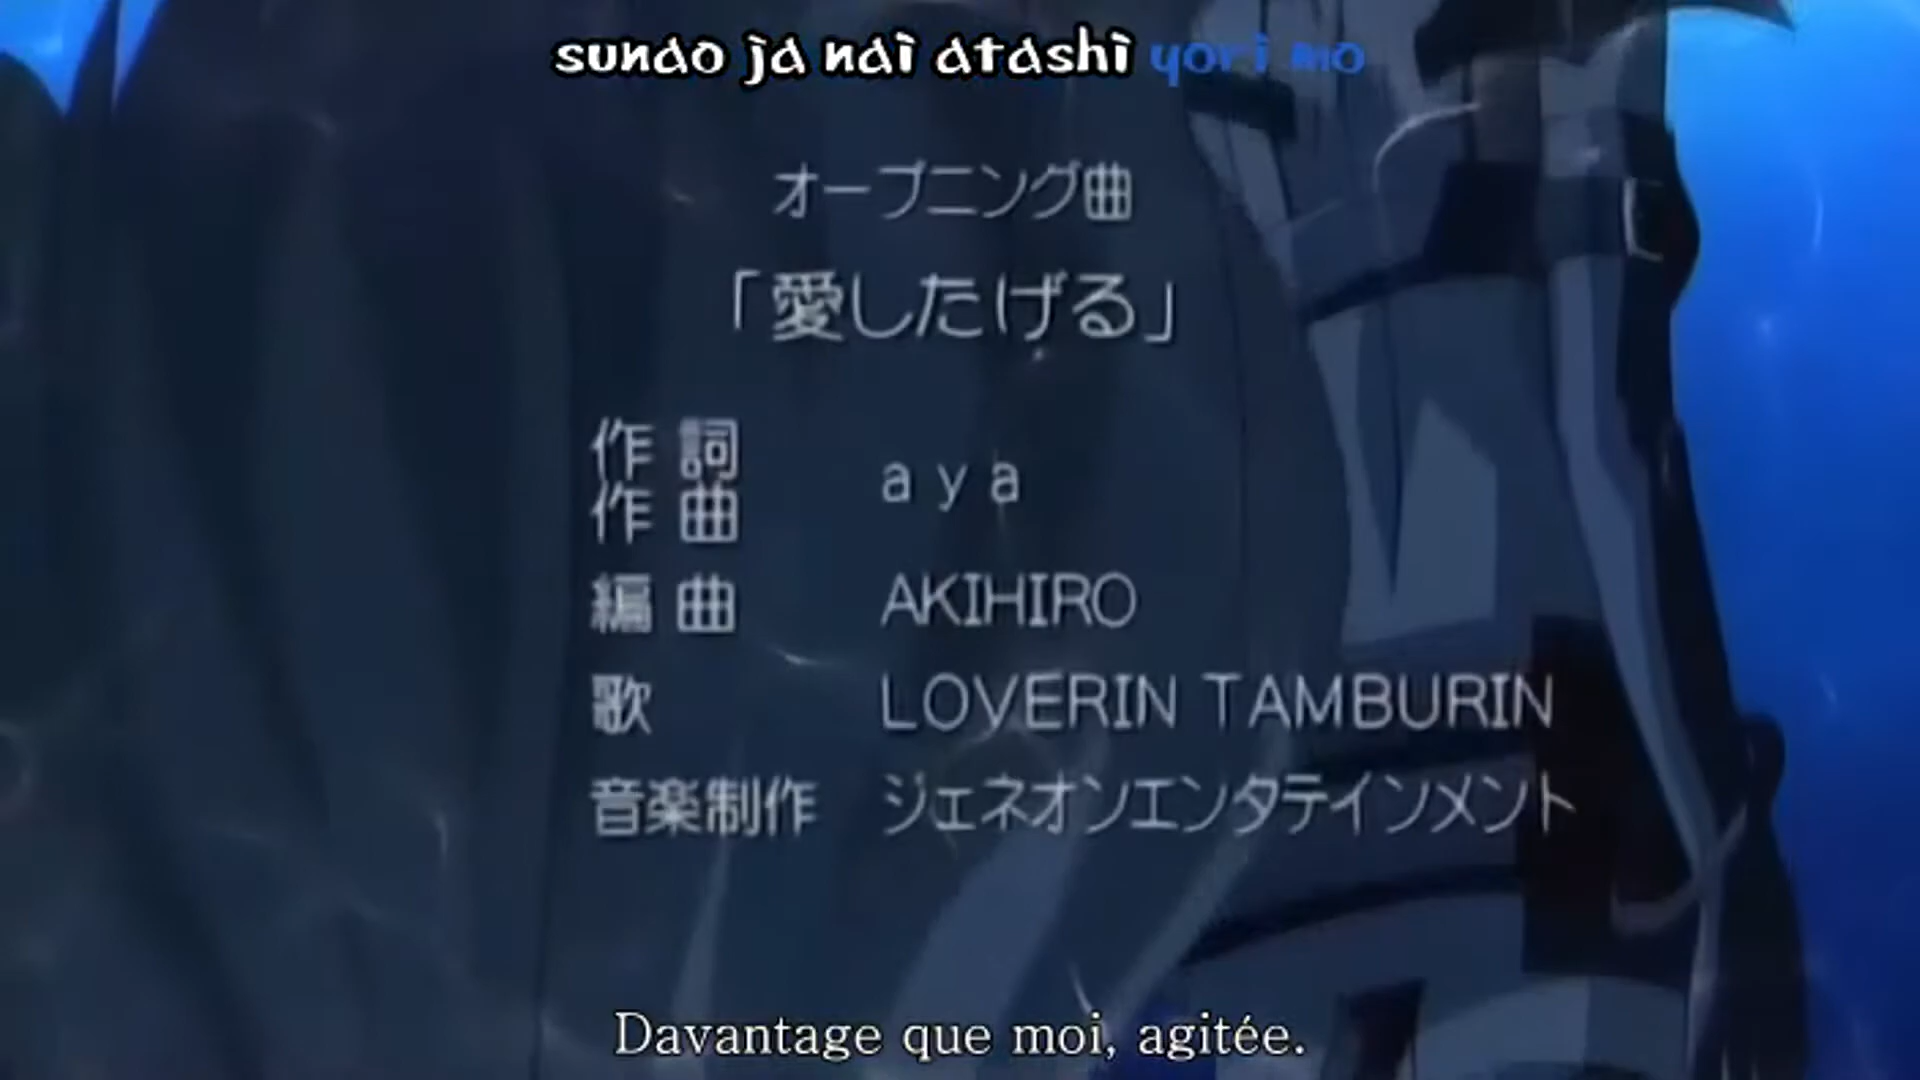 sunao ja nai atashi yori mo
オープニング曲
「愛したげる」
作詞
作曲 aya
編曲 AKIHIRO
歌 LOVERIN TAMBURIN
音楽制作 ジェネオンエンタテインメント
Davantage que moi, agitée.